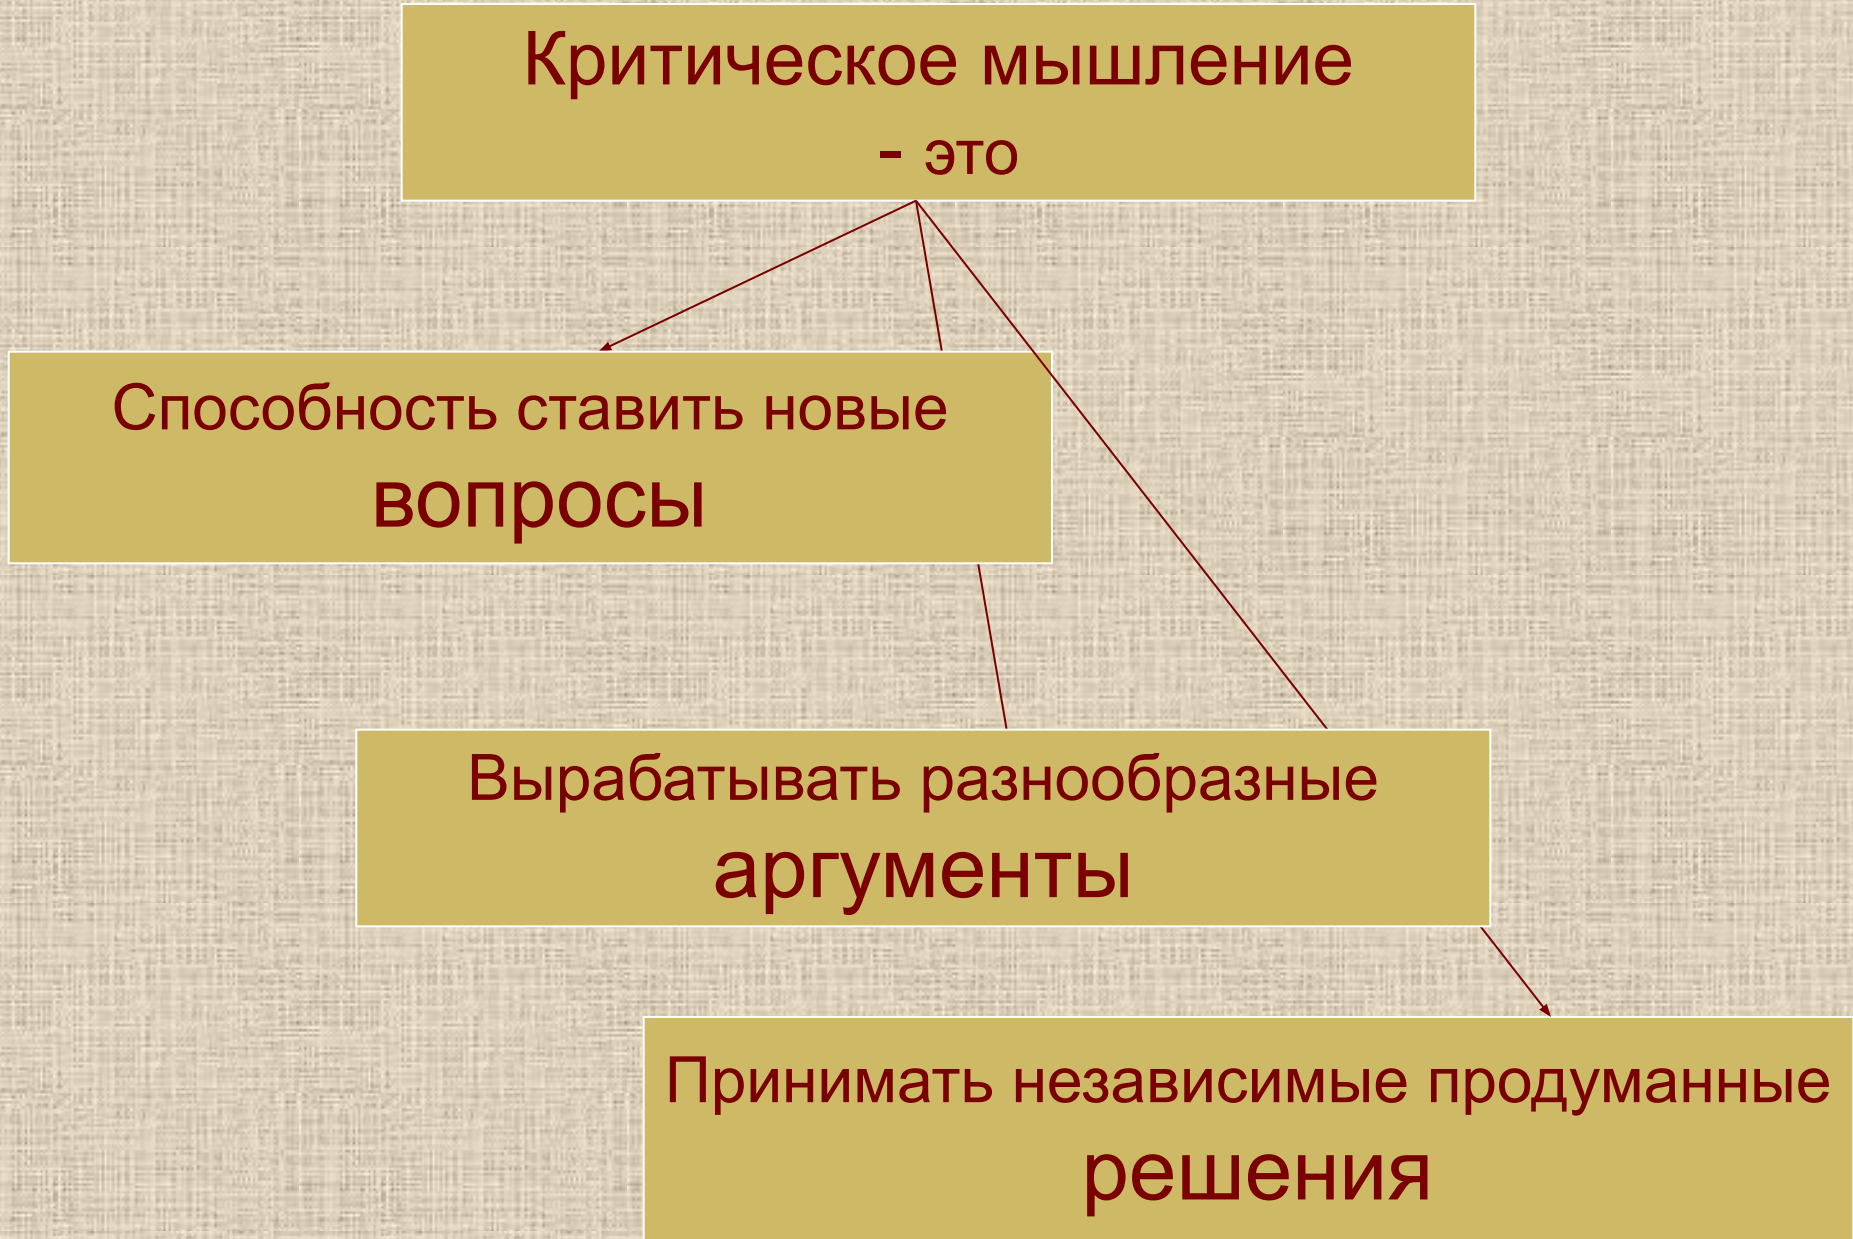 Критическое мышление
- это
Способность ставить новые
вопросы
Вырабатывать разнообразные
аргументы
Принимать независимые продуманные
решения